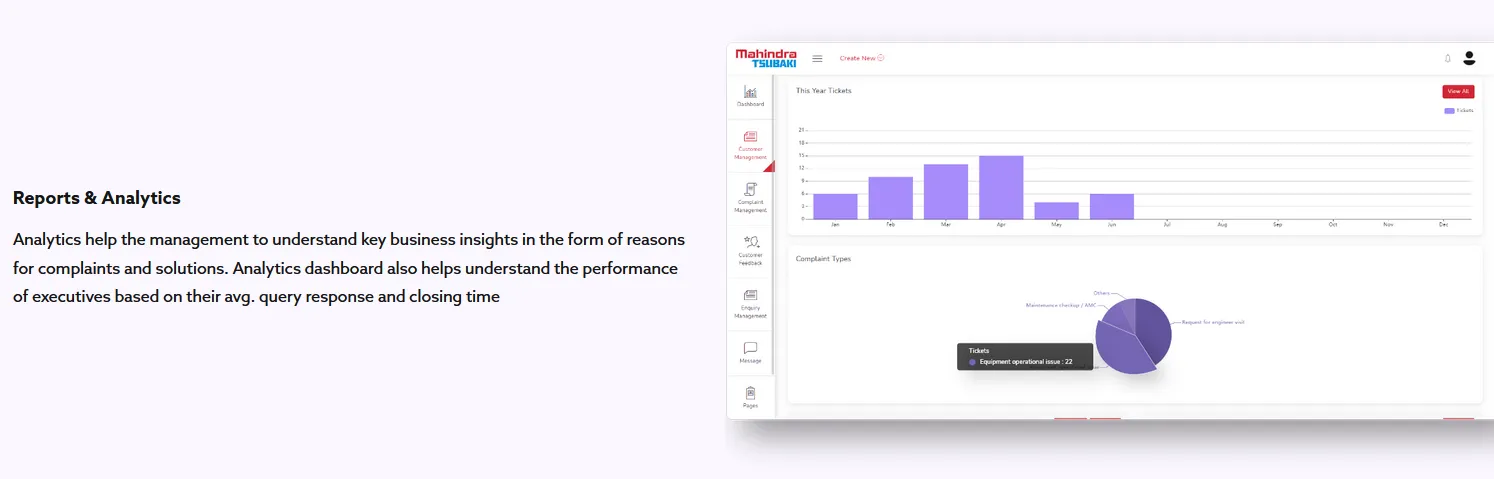 Reports & Analytics
Analytics help the management to understand key business insights in the form of reasons
for complaints and solutions. Analytics dashboard also helps understand the performance
of executives based on their avg. query response and closing time
Mahindra
TSUBAKI
Create New
Dashboard
Customer
Management
Complaint
Management
Customer
Feedback
Enquiry
Management
Message
Pages
This Year Tickets
View All
Tickets
21
18
15
12
9
6
3
0
Jan Feb Mar Apr May Jun Jul Aug Sep Oct Nov Dec
Complaint Types
Others
Maintenance checkup / AMC
Request for engineer visit
Tickets
Equipment operational issue : 22